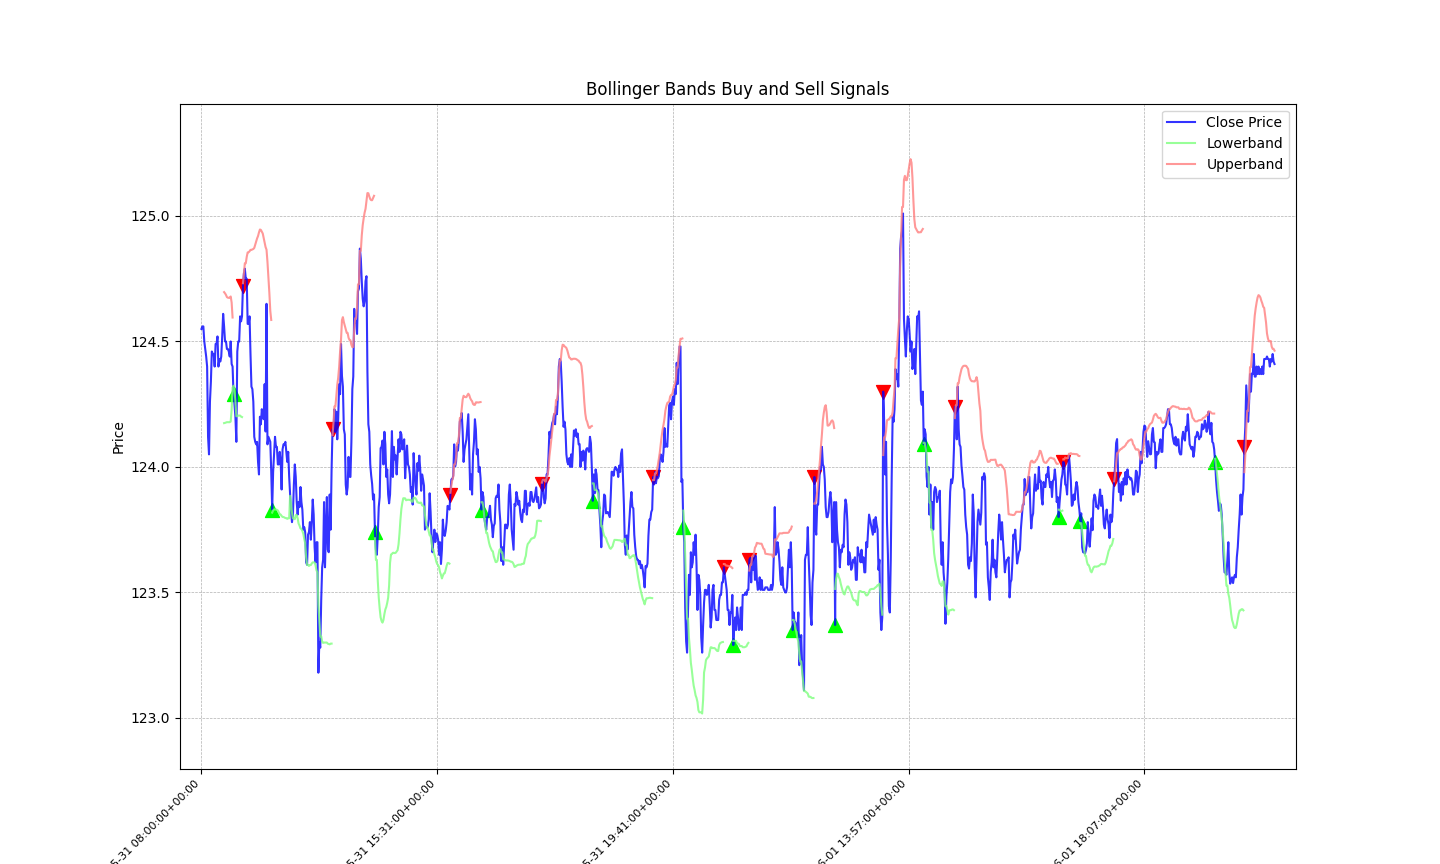 Bollinger Bands Buy and Sell Signals
Close Price
Lowerband
Upperband
Price
125.0
124.5
124.0
123.5
123.0
5-31 08:00:00+00:00
5-31 15:31:00+00:00
5-31 19:41:00+00:00
6-01 13:57:00+00:00
6-01 18:07:00+00:00